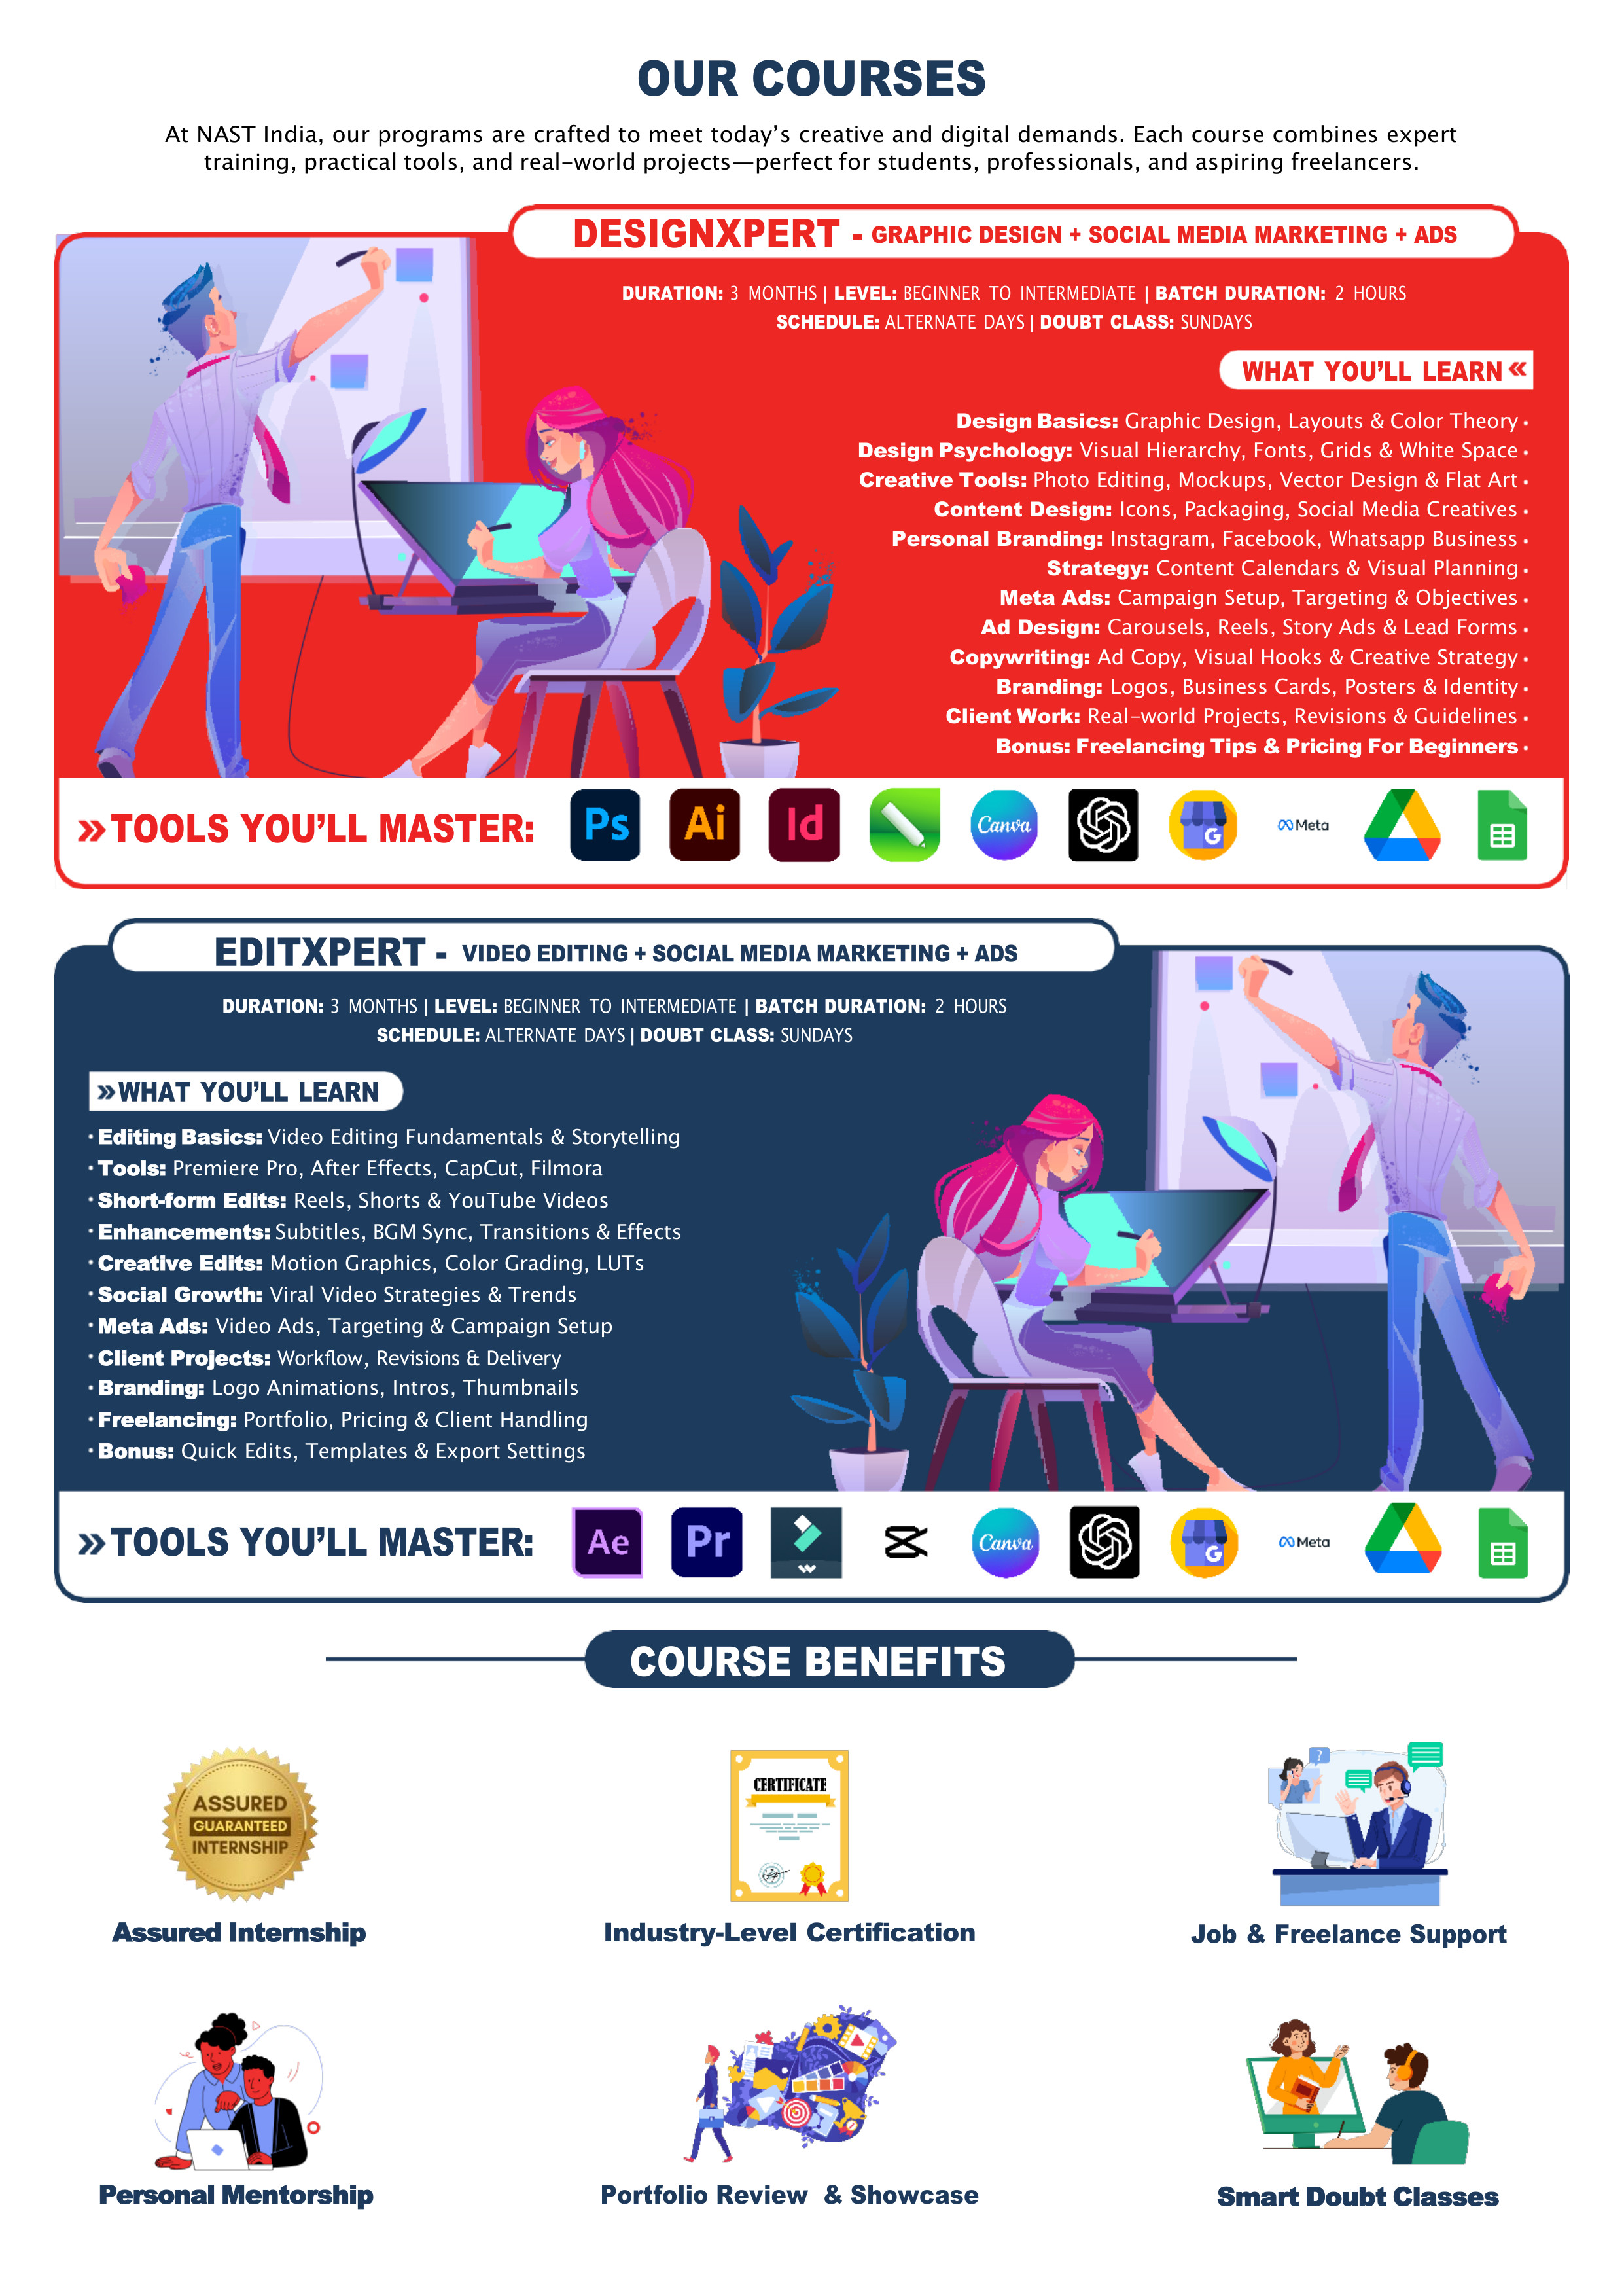 OUR COURSES
At NAST India, our programs are crafted to meet today's creative and digital demands. Each course combines expert
training, practical tools, and real-world projects—perfect for students, professionals, and aspiring freelancers.
DESIGNXPERT - GRAPHIC DESIGN + SOCIAL MEDIA MARKETING + ADS
DURATION: 3 MONTHS | LEVEL: BEGINNER TO INTERMEDIATE | BATCH DURATION: 2 HOURS
SCHEDULE: ALTERNATE DAYS | DOUBT CLASS: SUNDAYS
WHAT YOU'LL LEARN «
Design Basics: Graphic Design, Layouts & Color Theory •
Design Psychology: Visual Hierarchy, Fonts, Grids & White Space •
Creative Tools: Photo Editing, Mockups, Vector Design & Flat Art •
Content Design: Icons, Packaging, Social Media Creatives •
Personal Branding: Instagram, Facebook, Whatsapp Business •
Strategy: Content Calendars & Visual Planning •
Meta Ads: Campaign Setup, Targeting & Objectives •
Ad Design: Carousels, Reels, Story Ads & Lead Forms •
Copywriting: Ad Copy, Visual Hooks & Creative Strategy •
Branding: Logos, Business Cards, Posters & Identity •
Client Work: Real-world Projects, Revisions & Guidelines •
Bonus: Freelancing Tips & Pricing For Beginners •
» TOOLS YOU'LL MASTER: Ps Ai Id Canva G Meta
EDITXPERT - VIDEO EDITING + SOCIAL MEDIA MARKETING + ADS
DURATION: 3 MONTHS | LEVEL: BEGINNER TO INTERMEDIATE | BATCH DURATION: 2 HOURS
SCHEDULE: ALTERNATE DAYS | DOUBT CLASS: SUNDAYS
» WHAT YOU'LL LEARN
• Editing Basics: Video Editing Fundamentals & Storytelling
• Tools: Premiere Pro, After Effects, CapCut, Filmora
• Short-form Edits: Reels, Shorts & YouTube Videos
• Enhancements: Subtitles, BGM Sync, Transitions & Effects
• Creative Edits: Motion Graphics, Color Grading, LUTs
• Social Growth: Viral Video Strategies & Trends
• Meta Ads: Video Ads, Targeting & Campaign Setup
• Client Projects: Workflow, Revisions & Delivery
• Branding: Logo Animations, Intros, Thumbnails
• Freelancing: Portfolio, Pricing & Client Handling
• Bonus: Quick Edits, Templates & Export Settings
» TOOLS YOU'LL MASTER: Ae Pr Canva G Meta
COURSE BENEFITS
ASSURED
GUARANTEED
INTERNSHIP
CERTIFICATE
?
Assured Internship
Industry-Level Certification
Job & Freelance Support
Personal Mentorship
Portfolio Review & Showcase
Smart Doubt Classes